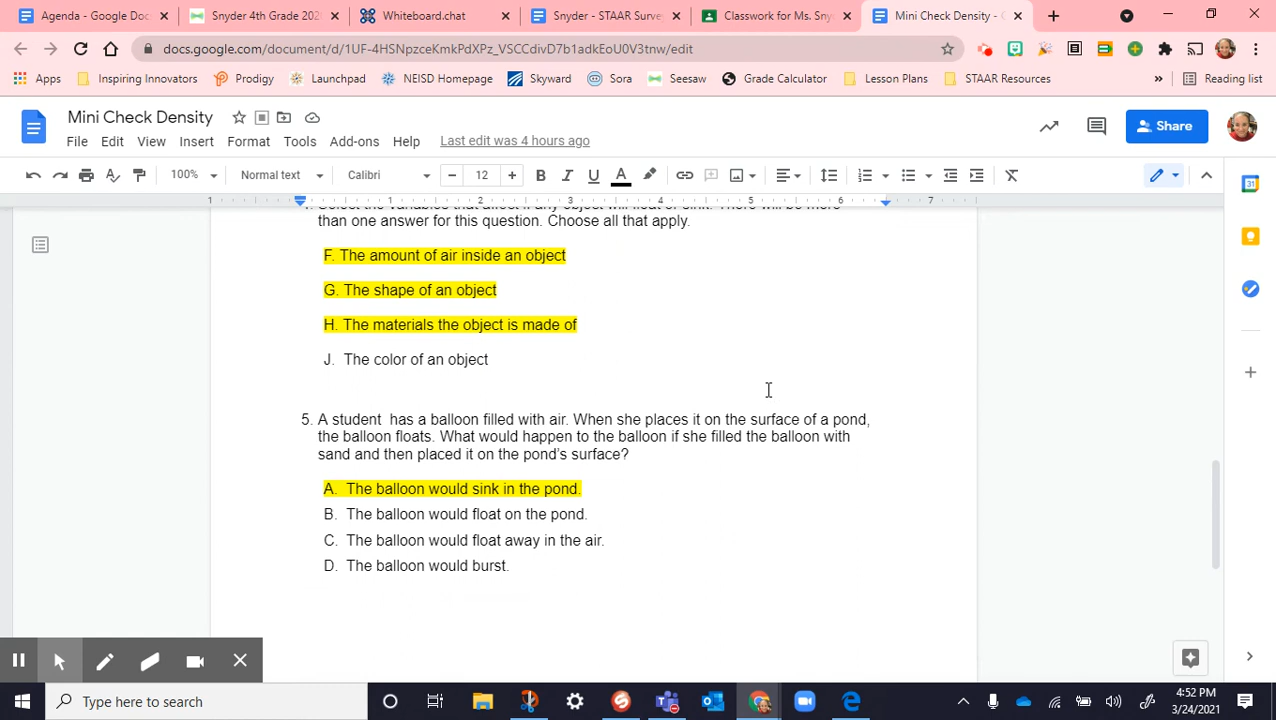 Agenda - Google Doc
Snyder 4th Grade 202
Whiteboard.chat
Snyder - STAAR Surve
Classwork for Ms. Sny
Mini Check Density - G
docs.google.com/document/d/1UF-4HSNpzceKmkPdXPz_VSCCdivD7b1adkEoU0V3tnw/edit
Apps
Inspiring Innovators
Prodigy
Launchpad
NEISD Homepage
Skyward
Sora
Seesaw
Grade Calculator
Lesson Plans
STAAR Resources
Reading list
Mini Check Density
File Edit View Insert Format Tools Add-ons Help Last edit was 4 hours ago
Share
100% Normal text Calibri 12
1 1 2 3 4 5 6 7
than one answer for this question. Choose all that apply.
F. The amount of air inside an object
G. The shape of an object
H. The materials the object is made of
J. The color of an object
5. A student has a balloon filled with air. When she places it on the surface of a pond,
the balloon floats. What would happen to the balloon if she filled the balloon with
sand and then placed it on the pond's surface?
A. The balloon would sink in the pond.
B. The balloon would float on the pond.
C. The balloon would float away in the air.
D. The balloon would burst.
Type here to search
4:52 PM
3/24/2021